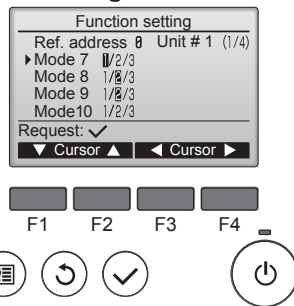 Function setting
Ref. address 0 Unit # 1 (1/4)
Mode 7 1/2/3
Mode 8 1/2/3
Mode 9 1/2/3
Mode10 1/2/3
Request: ✓
▼ Cursor ▲ ◀ Cursor ▶
F1 F2 F3 F4